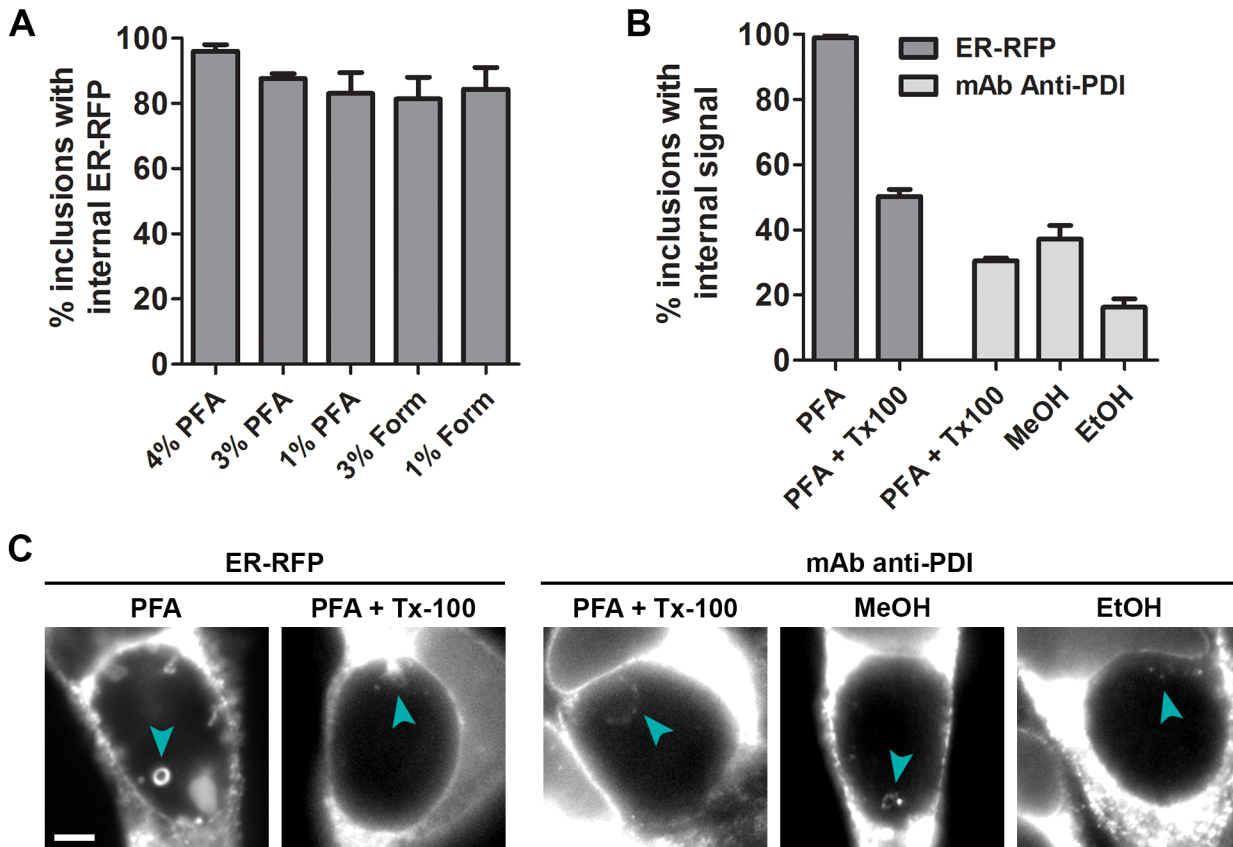 A
% inclusions with
internal ER-RFP
100
80
60
40
20
0
4% PFA
3% PFA
1% PFA
3% Form
1% Form
B
% inclusions with
internal signal
100
80
60
40
20
0
ER-RFP
mAb Anti-PDI
PFA
PFA + Tx100
PFA + Tx100
MeOH
EtOH
C
ER-RFP
mAb anti-PDI
PFA
PFA + Tx-100
PFA + Tx-100
MeOH
EtOH